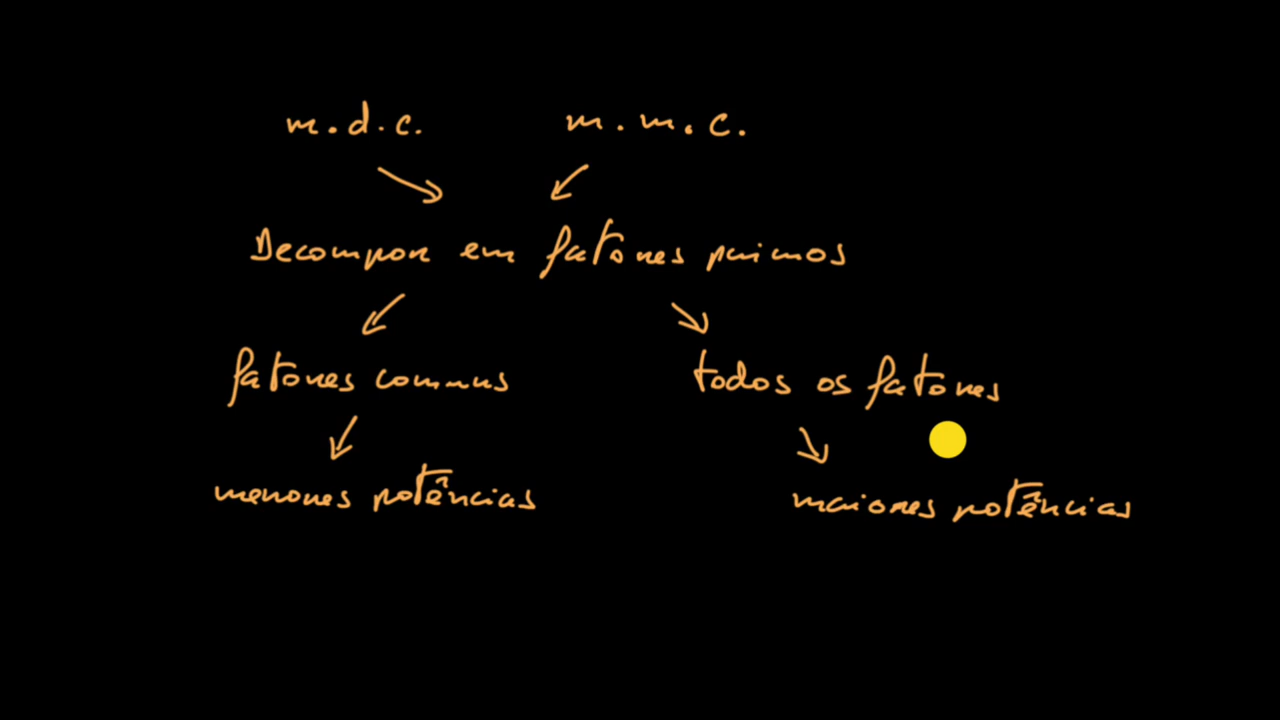 m.d.c. m.m.c.
Decompor em fatores primos
fatores comuns todos os fatores
menores potências maiores potências